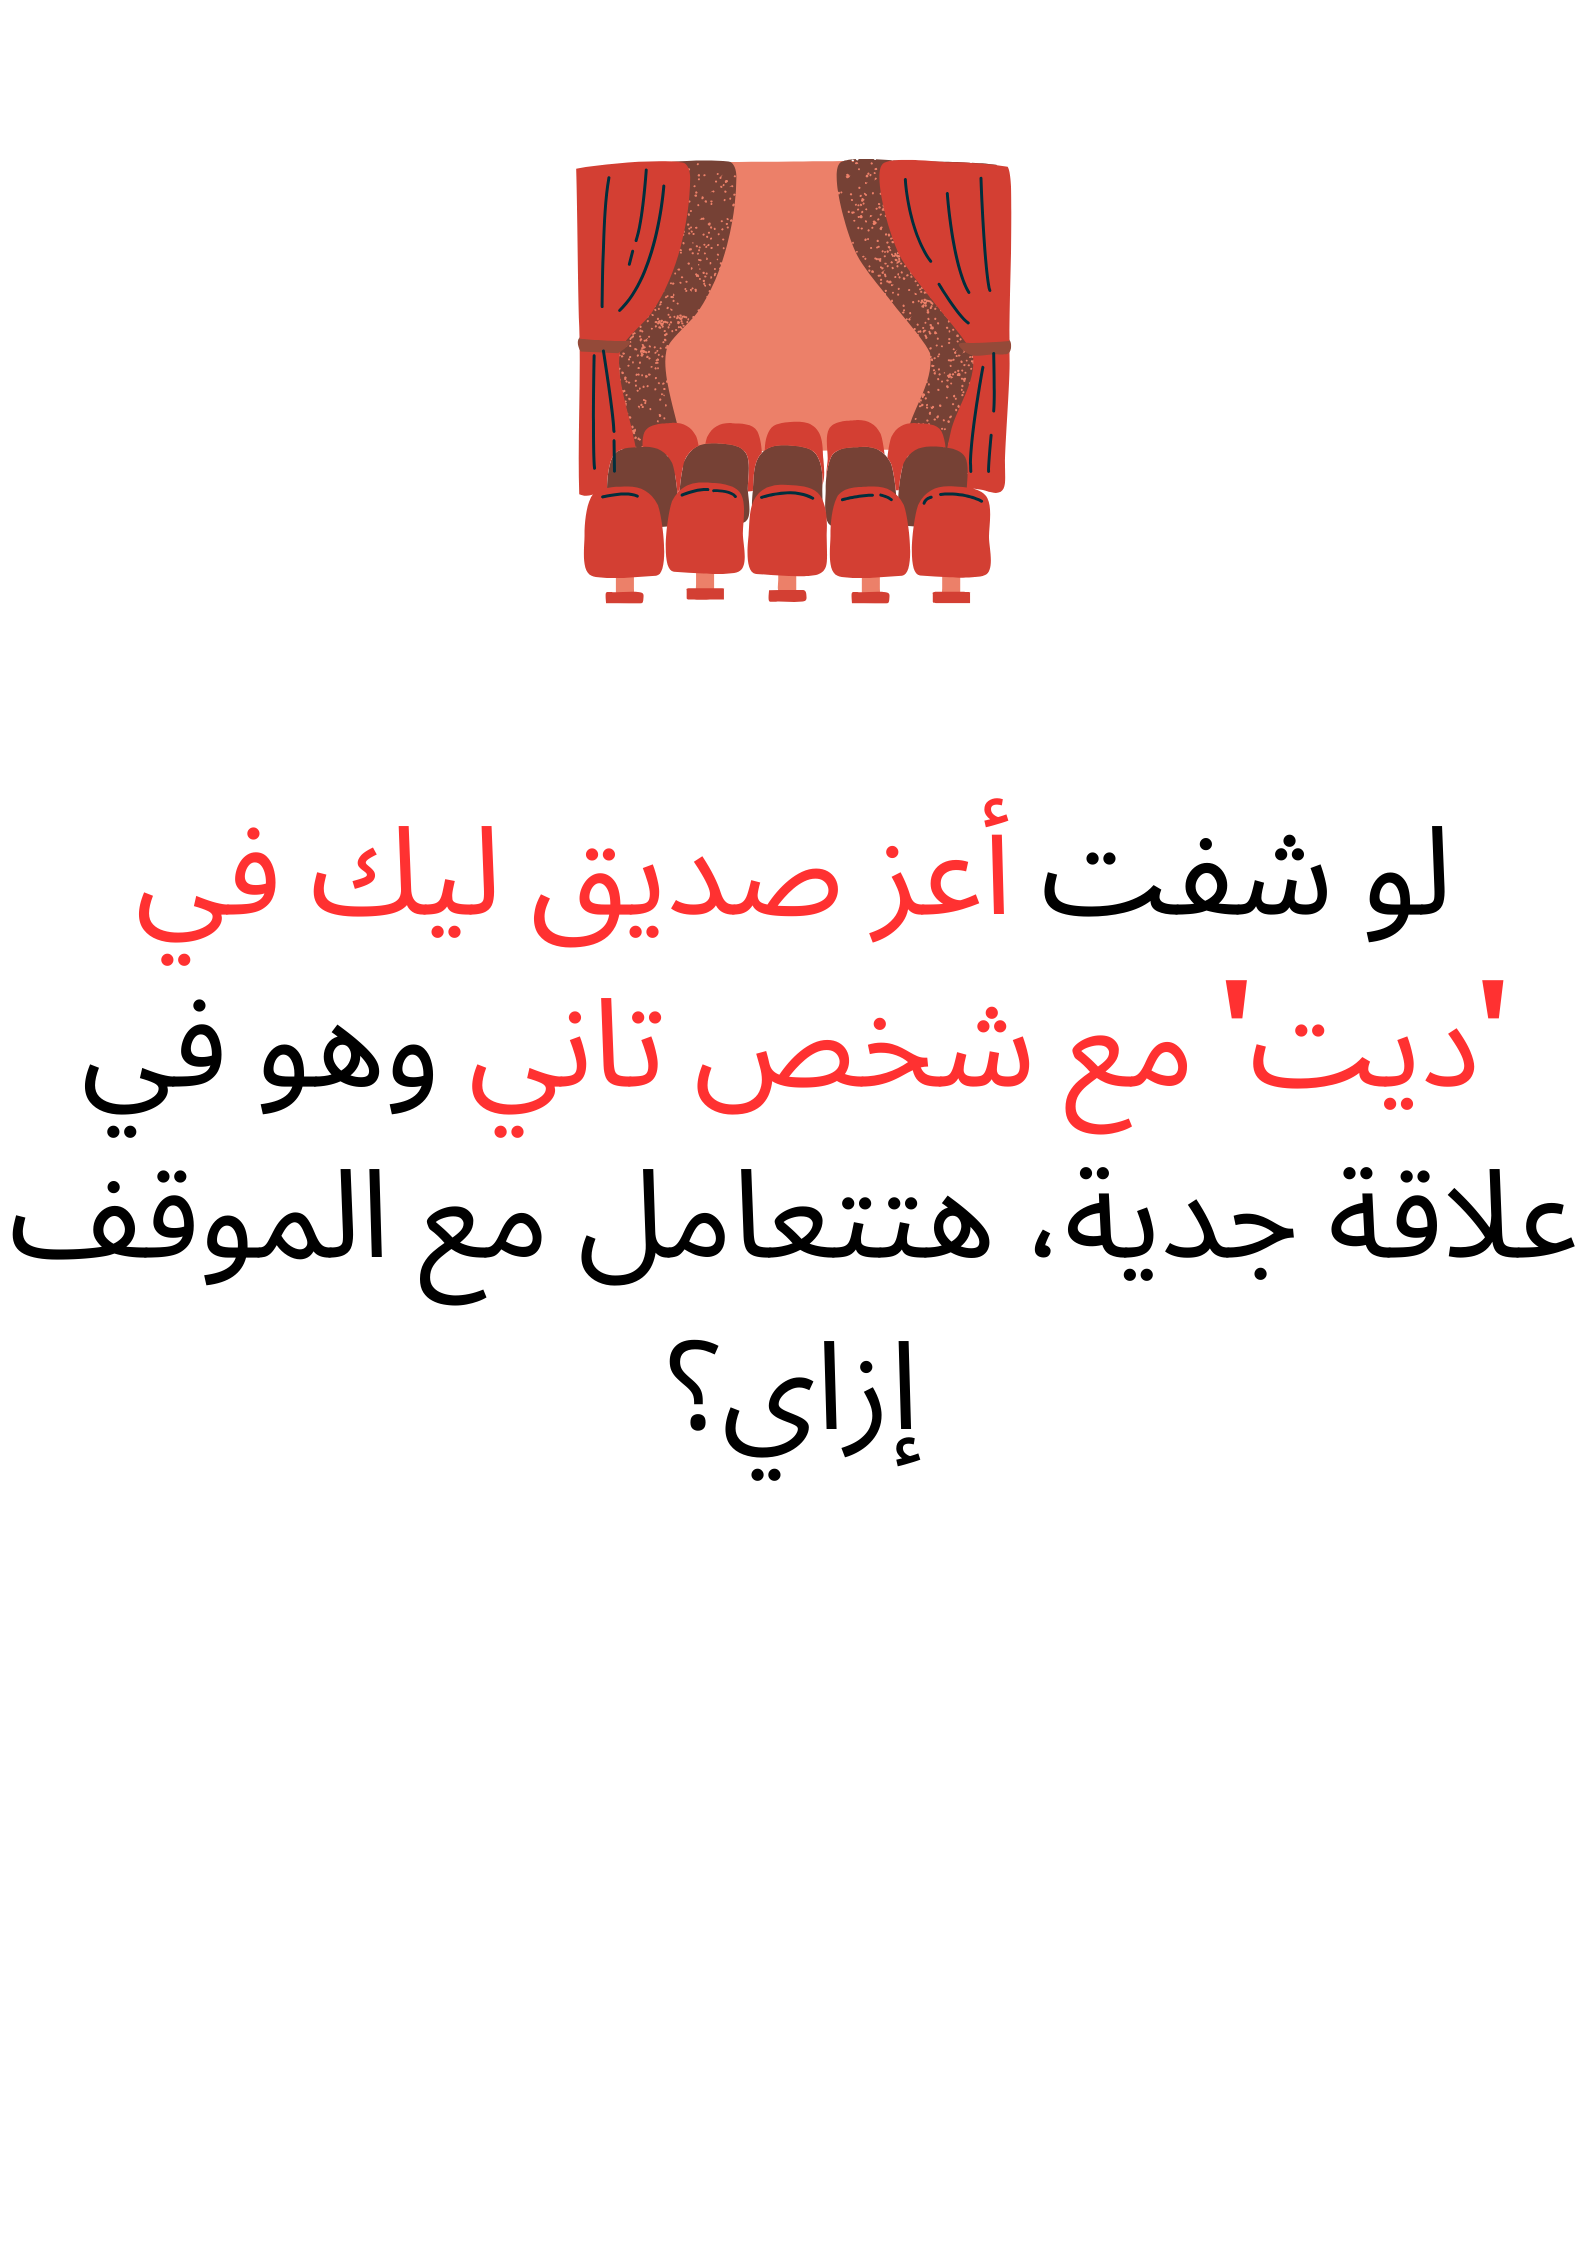 لو شفت أعز صديق ليك في
'ديت' مع شخص تاني وهو في
علاقة جدية، هتتعامل مع الموقف
إزاي؟